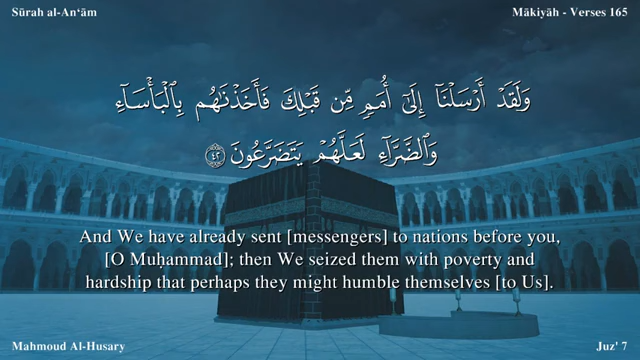 Sūrah al-An‘ām
Mākiyāh - Verses 165
وَلَقَدْ أَرْسَلْنَآ إِلَىٰٓ أُمَمٍ مِّن قَبْلِكَ فَأَخَذْنَـٰهُم بِٱلْبَأْسَآءِ
وَٱلضَّرَّآءِ لَعَلَّهُمْ يَتَضَرَّعُونَ ٤٢
And We have already sent [messengers] to nations before you,
[O Muḥammad]; then We seized them with poverty and
hardship that perhaps they might humble themselves [to Us].
Mahmoud Al-Husary
Juz' 7